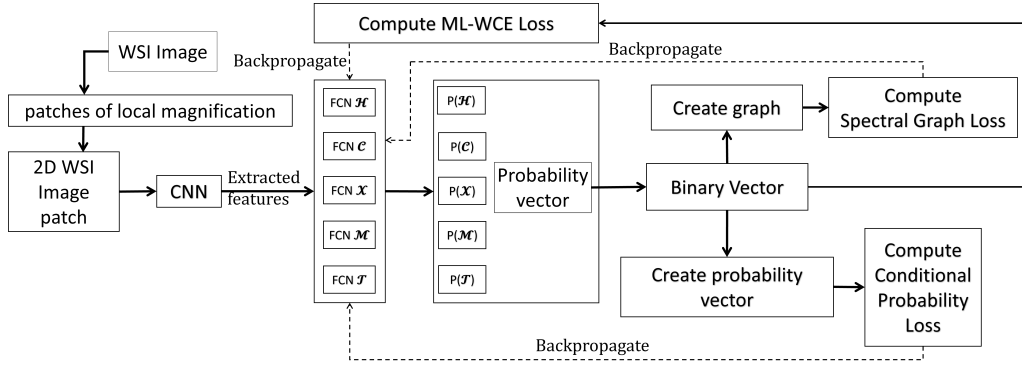 Compute ML-WCE Loss
WSI Image
Backpropagate
Backpropagate
patches of local magnification
2D WSI
Image
patch
CNN
Extracted
features
FCN 𝓗
FCN 𝓒
FCN 𝓧
FCN 𝓜
FCN 𝓣
P(𝓗)
P(𝓒)
P(𝓧)
P(𝓜)
P(𝓣)
Probability
vector
Create graph
Compute
Spectral Graph Loss
Binary Vector
Create probability
vector
Compute
Conditional
Probability
Loss
Backpropagate